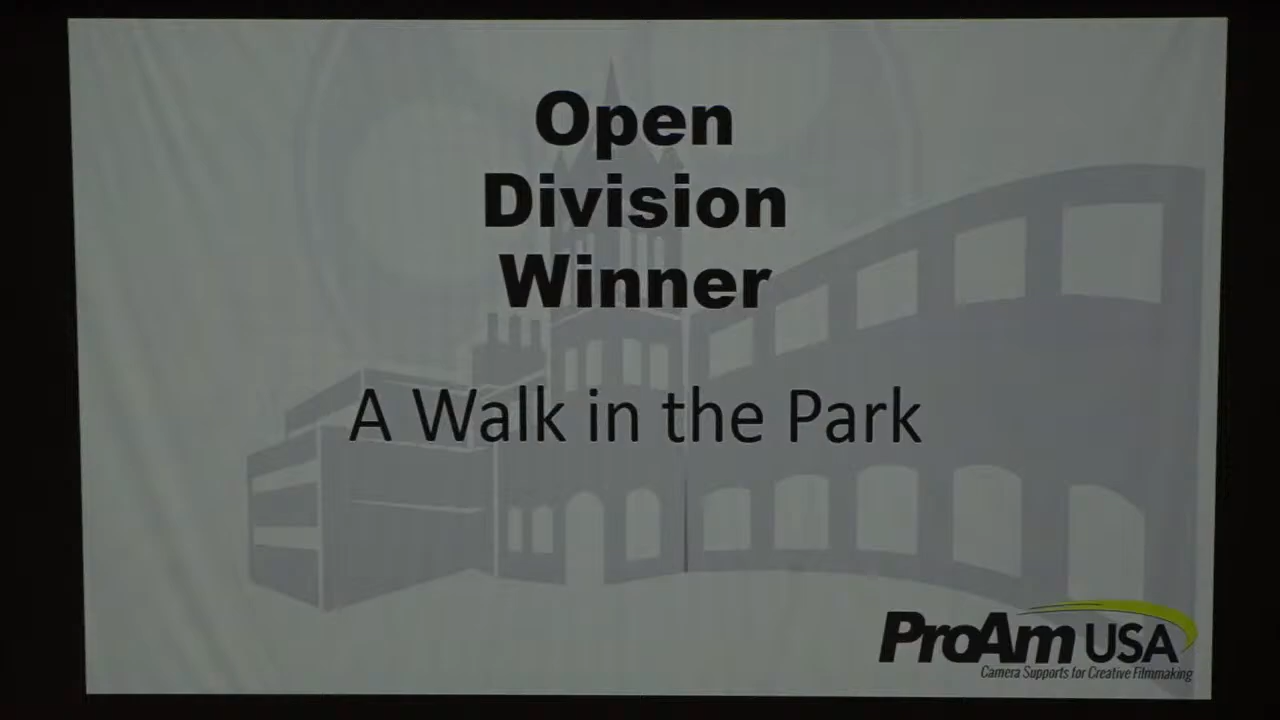 Open
Division
Winner
A Walk in the Park
ProAm USA
Camera Supports for Creative Filmmaking